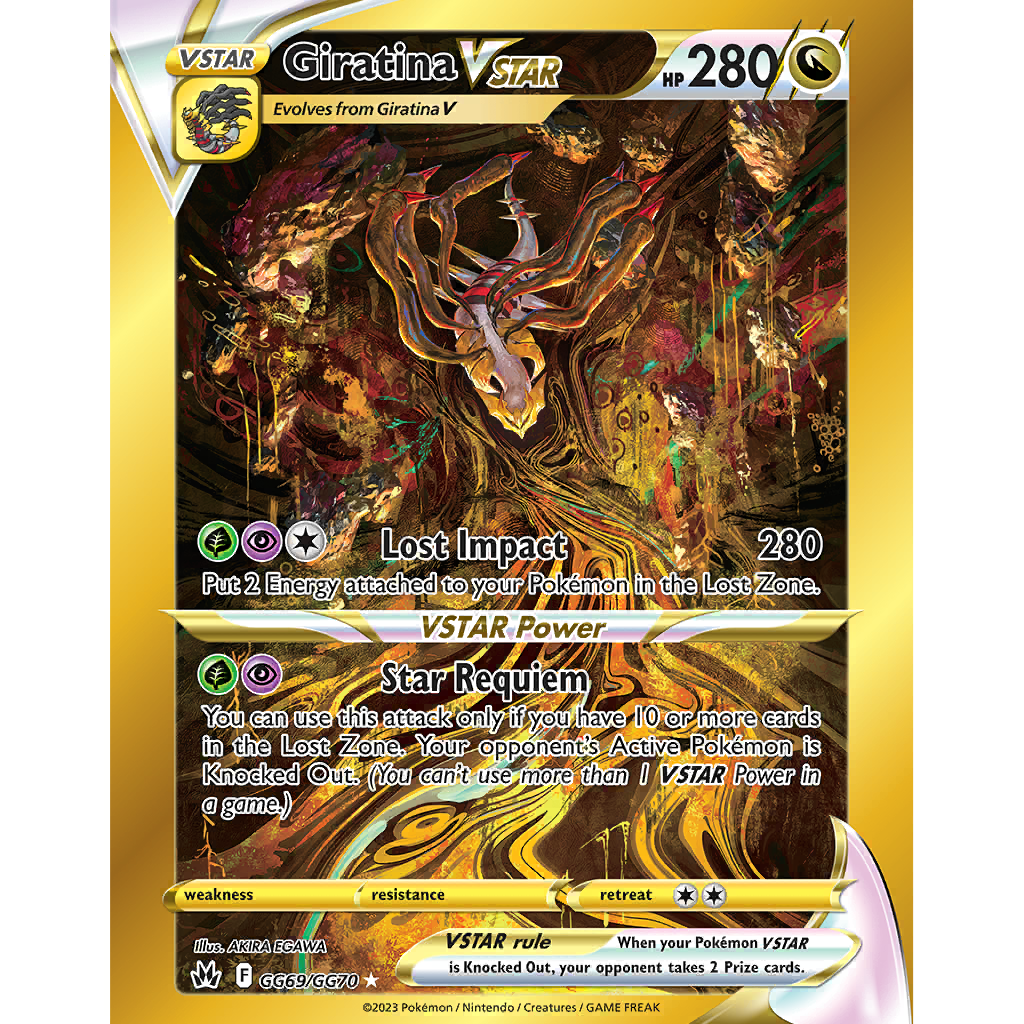 VSTAR
Giratina VSTAR
HP 280
Evolves from Giratina V
Lost Impact 280
Put 2 Energy attached to your Pokémon in the Lost Zone.
VSTAR Power
Star Requiem
You can use this attack only if you have 10 or more cards
in the Lost Zone. Your opponent's Active Pokémon is
Knocked Out. (You can't use more than 1 VSTAR Power in
a game.)
weakness resistance retreat
Illus. AKIRA EGAWA
VSTAR rule When your Pokémon VSTAR
is Knocked Out, your opponent takes 2 Prize cards.
F GG69/GG70 ★
©2023 Pokémon / Nintendo / Creatures / GAME FREAK